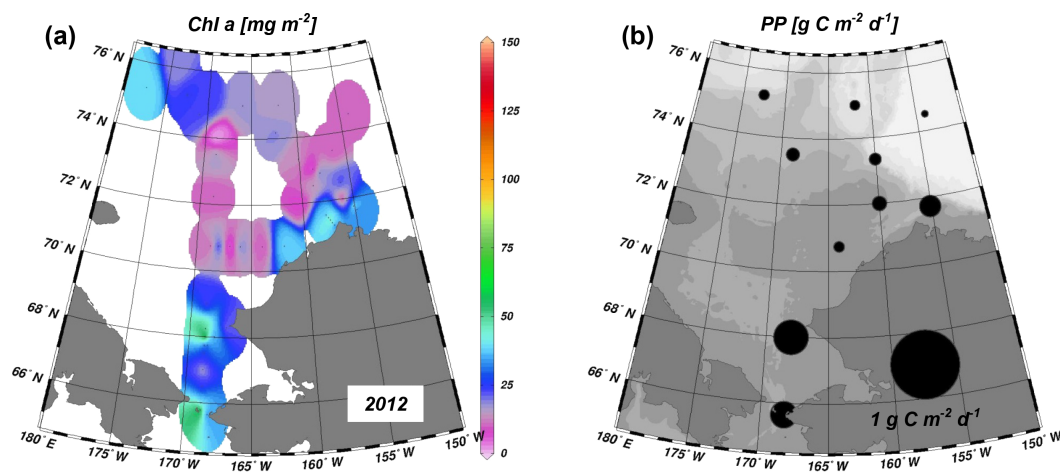 (a) Chl a [mg m-2]
76° N
74° N
72° N
70° N
68° N
66° N
180° E
175° W
170° W
165° W
160° W
155° W
150° W
2012
150
125
100
75
50
25
0
(b) PP [g C m-2 d-1]
76° N
74° N
72° N
70° N
68° N
66° N
180° E
175° W
170° W
165° W
160° W
155° W
150° W
1 g C m-2 d-1